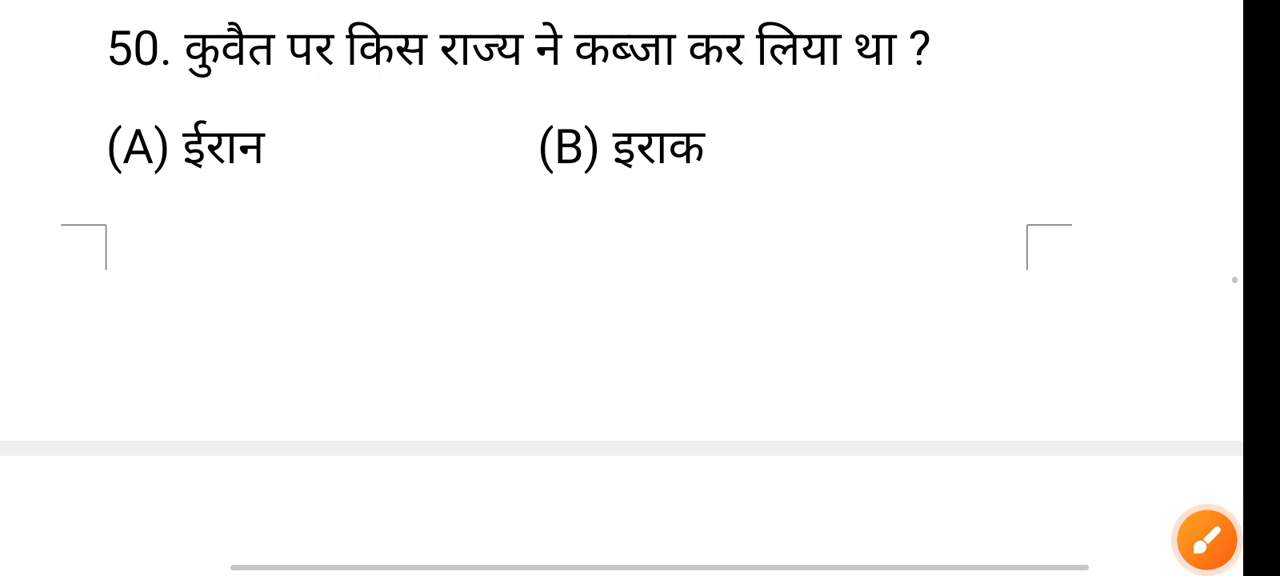 50. कुवैत पर किस राज्य ने कब्जा कर लिया था ?
(A) ईरान (B) इराक